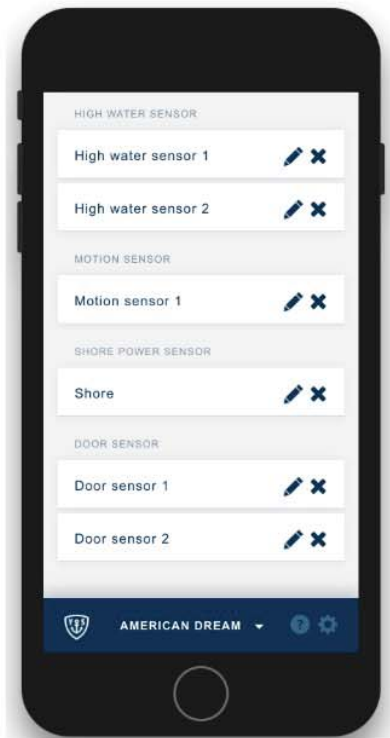 HIGH WATER SENSOR
High water sensor 1
High water sensor 2
MOTION SENSOR
Motion sensor 1
SHORE POWER SENSOR
Shore
DOOR SENSOR
Door sensor 1
Door sensor 2
AMERICAN DREAM
?